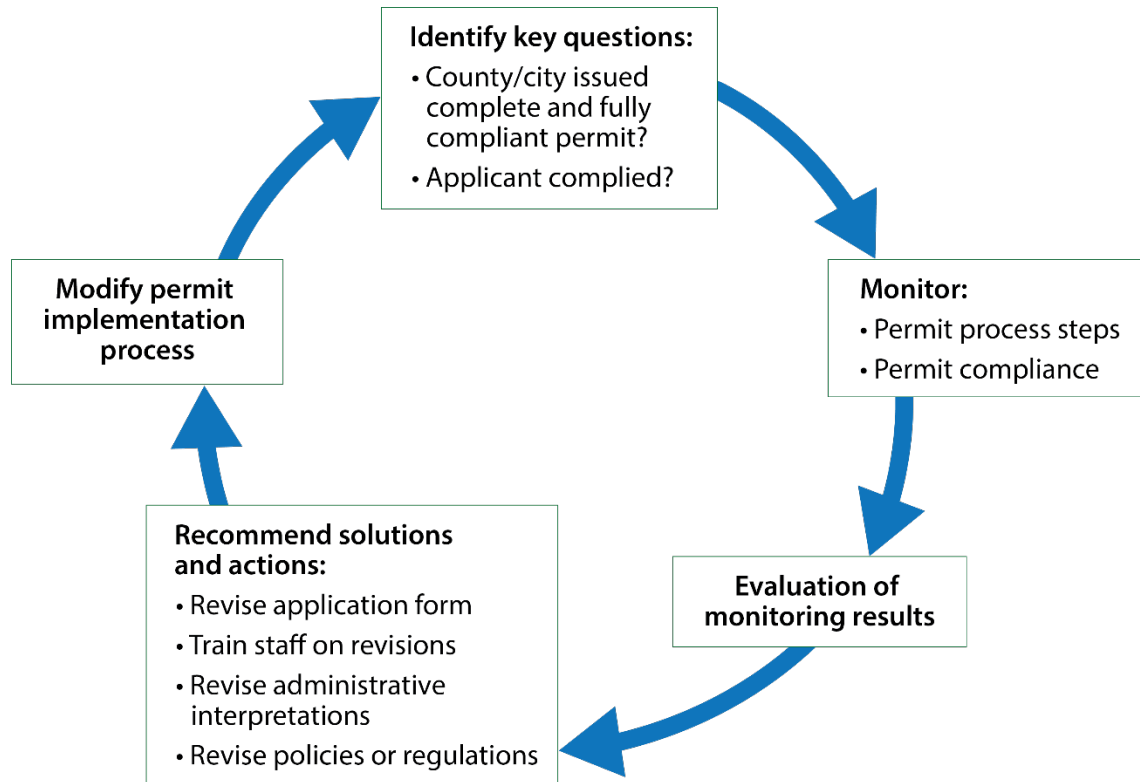 Identify key questions:
• County/city issued
complete and fully
compliant permit?
• Applicant complied?
Monitor:
• Permit process steps
• Permit compliance
Evaluation of
monitoring results
Recommend solutions
and actions:
• Revise application form
• Train staff on revisions
• Revise administrative
interpretations
• Revise policies or regulations
Modify permit
implementation
process